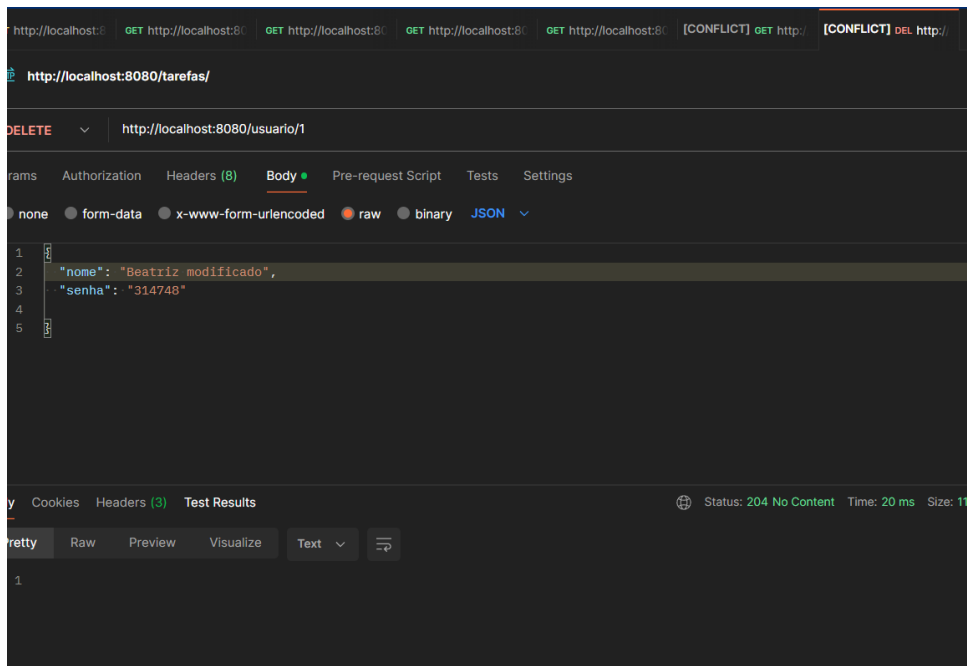 http://localhost:8 GET http://localhost:80 GET http://localhost:80 GET http://localhost:80 GET http://localhost:80 [CONFLICT] GET http:/ [CONFLICT] DEL http://
http://localhost:8080/tarefas/
DELETE http://localhost:8080/usuario/1
rams Authorization Headers (8) Body Pre-request Script Tests Settings
none form-data x-www-form-urlencoded raw binary JSON
1 {
2 "nome": "Beatriz modificado",
3 "senha": "314748"
4
5 }
y Cookies Headers (3) Test Results Status: 204 No Content Time: 20 ms Size: 11
Pretty Raw Preview Visualize Text
1